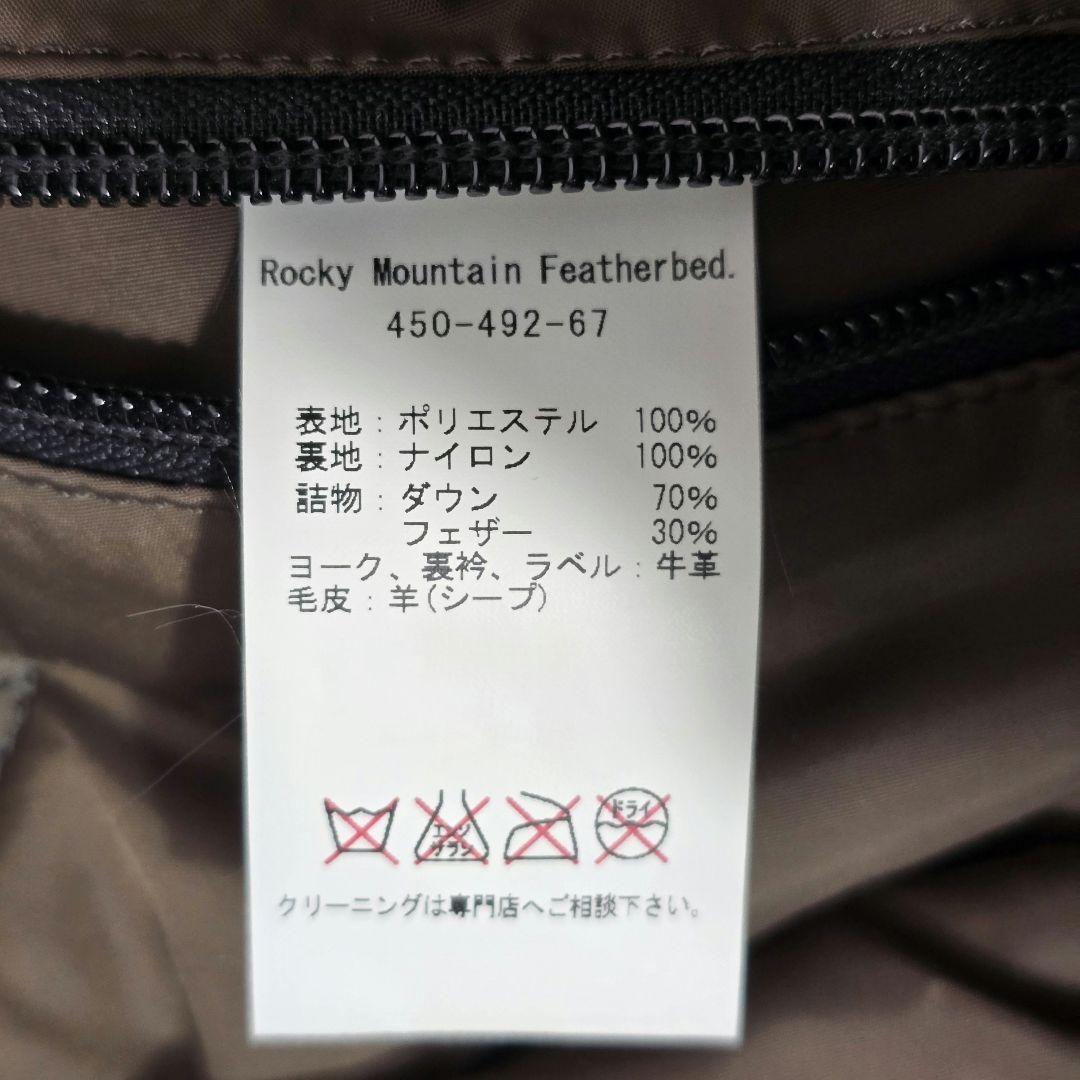 Rocky Mountain Featherbed.
450-492-67
表地：ポリエステル 100%
裏地：ナイロン 100%
詰物：ダウン 70%
フェザー 30%
ヨーク、裏衿、ラベル：牛革
毛皮：羊(シープ)
エンソ サラシ ドライ
クリーニングは専門店へご相談下さい。